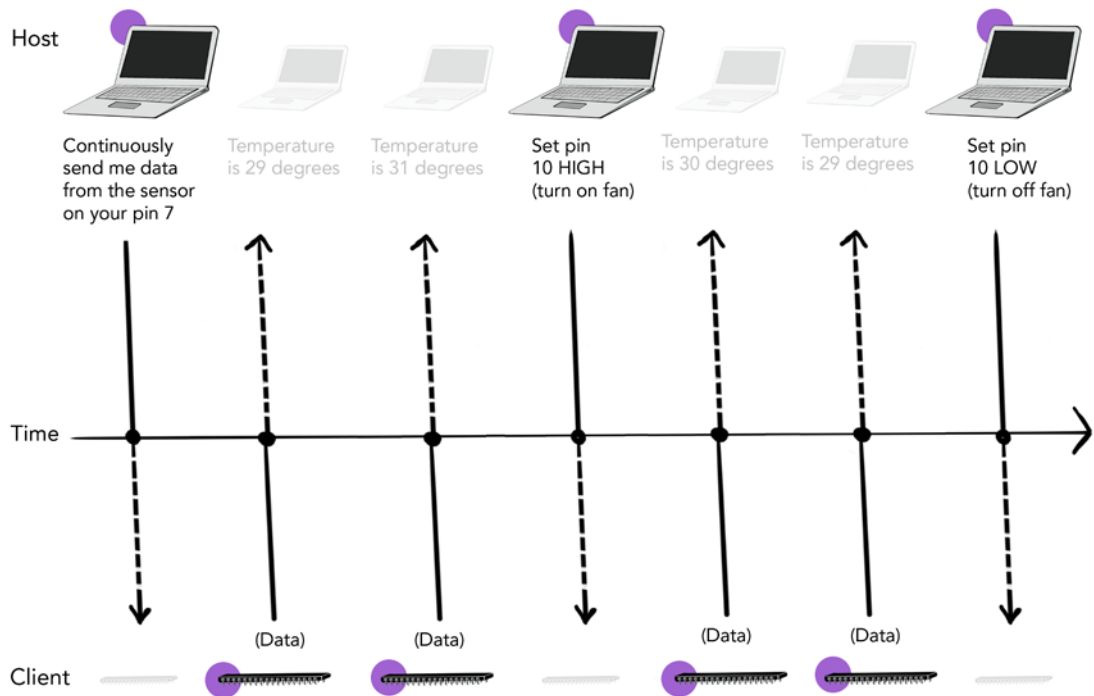 Host
Continuously
send me data
from the sensor
on your pin 7
Temperature
is 29 degrees
Temperature
is 31 degrees
Set pin
10 HIGH
(turn on fan)
Temperature
is 30 degrees
Temperature
is 29 degrees
Set pin
10 LOW
(turn off fan)
Time
(Data)
(Data)
(Data)
(Data)
Client